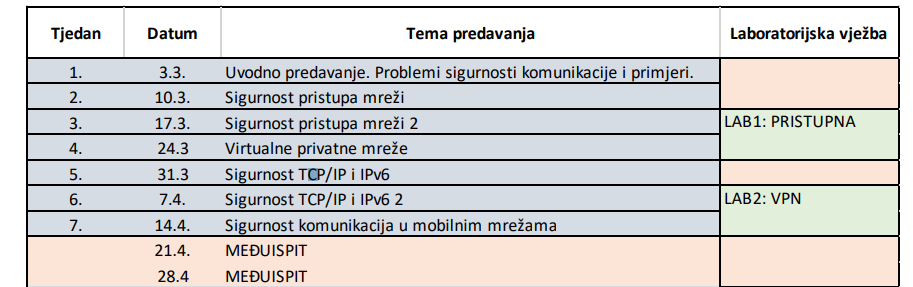 Tjedan Datum Tema predavanja Laboratorijska vježba
1. 3.3. Uvodno predavanje. Problemi sigurnosti komunikacije i primjeri.
2. 10.3. Sigurnost pristupa mreži
3. 17.3. Sigurnost pristupa mreži 2 LAB1: PRISTUPNA
4. 24.3 Virtualne privatne mreže
5. 31.3 Sigurnost TCP/IP i IPv6
6. 7.4. Sigurnost TCP/IP i IPv6 2 LAB2: VPN
7. 14.4. Sigurnost komunikacija u mobilnim mrežama
21.4. MEĐUISPIT
28.4 MEĐUISPIT